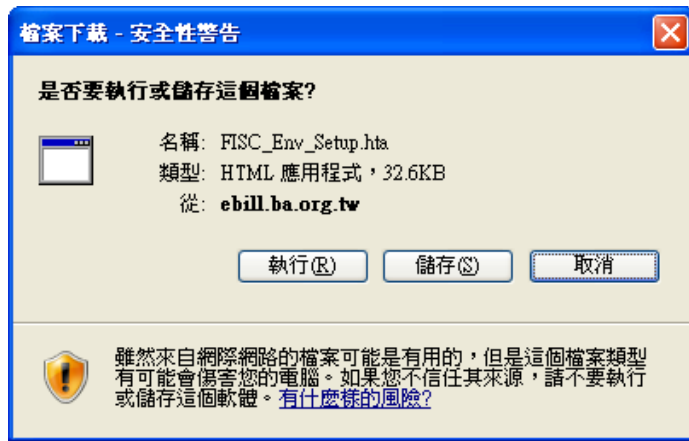 檔案下載 - 安全性警告
是否要執行或儲存這個檔案?
名稱: FISC_Env_Setup.hta
類型: HTML 應用程式，32.6KB
從: ebill.ba.org.tw
執行(R) 儲存(S) 取消
雖然來自網際網路的檔案可能是有用的，但是這個檔案類型
有可能會傷害您的電腦。如果您不信任其來源，請不要執行
或儲存這個軟體。有什麼樣的風險?